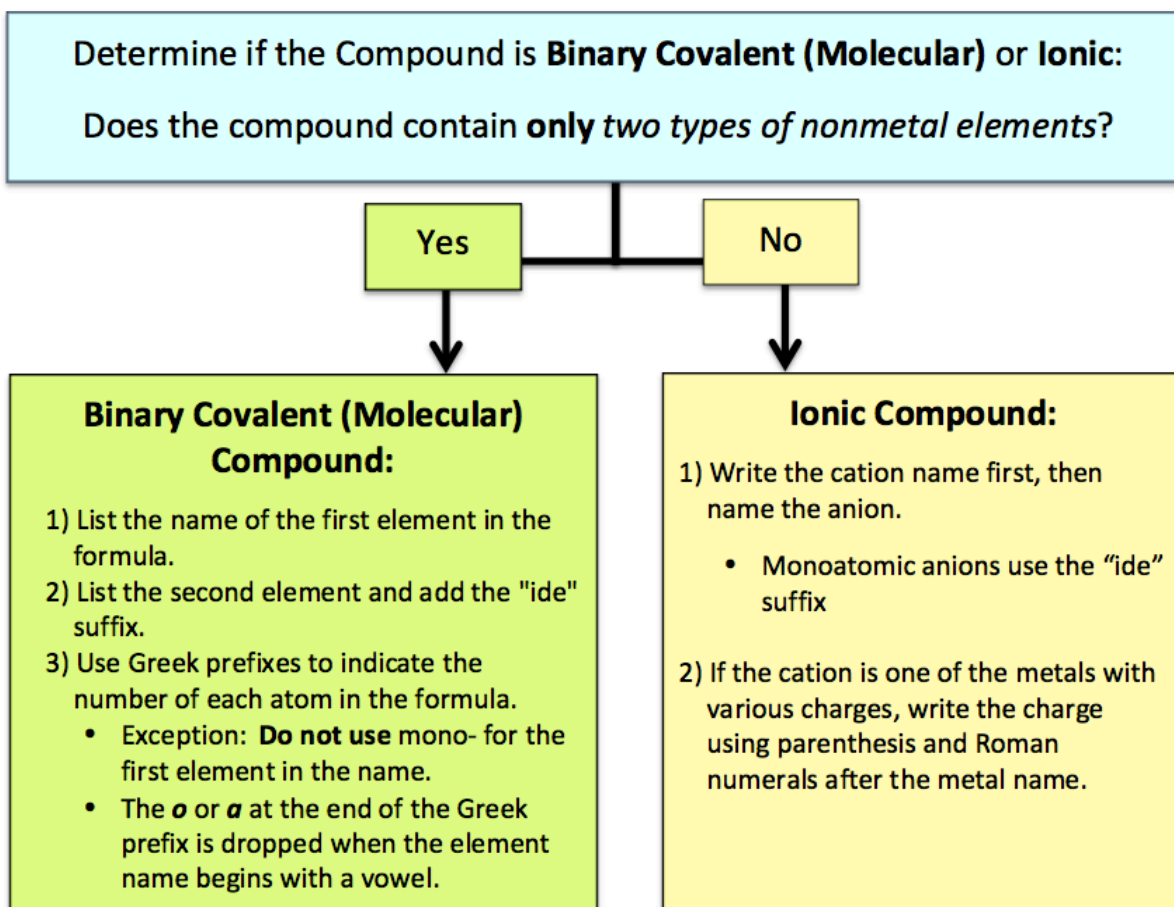 Determine if the Compound is Binary Covalent (Molecular) or Ionic:
Does the compound contain only two types of nonmetal elements?
Yes
No
Binary Covalent (Molecular)
Compound:
1) List the name of the first element in the
formula.
2) List the second element and add the "ide"
suffix.
3) Use Greek prefixes to indicate the
number of each atom in the formula.
• Exception: Do not use mono- for the
first element in the name.
• The o or a at the end of the Greek
prefix is dropped when the element
name begins with a vowel.
Ionic Compound:
1) Write the cation name first, then
name the anion.
• Monoatomic anions use the “ide”
suffix
2) If the cation is one of the metals with
various charges, write the charge
using parenthesis and Roman
numerals after the metal name.